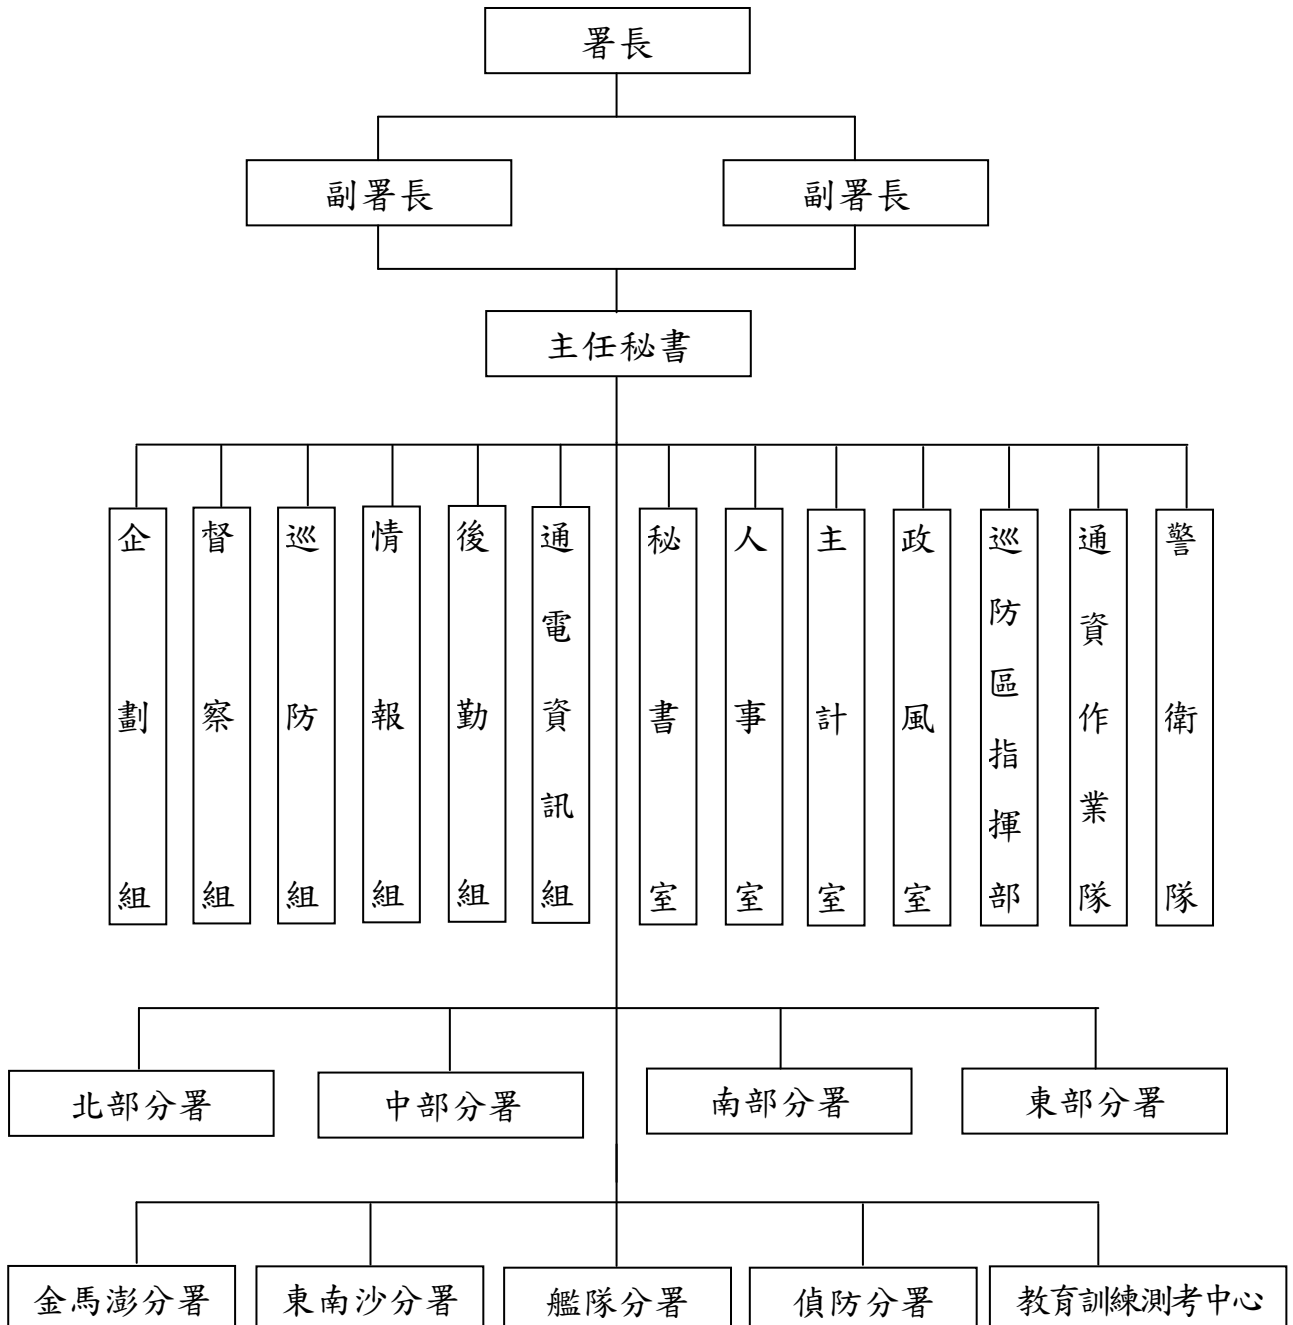 署長
副署長
副署長
主任秘書
企劃組
督察組
巡防組
情報組
後勤組
通電資訊組
秘書室
人事室
主計室
政風室
巡防區指揮部
通資作業隊
警衛隊
北部分署
中部分署
南部分署
東部分署
金馬澎分署
東南沙分署
艦隊分署
偵防分署
教育訓練測考中心